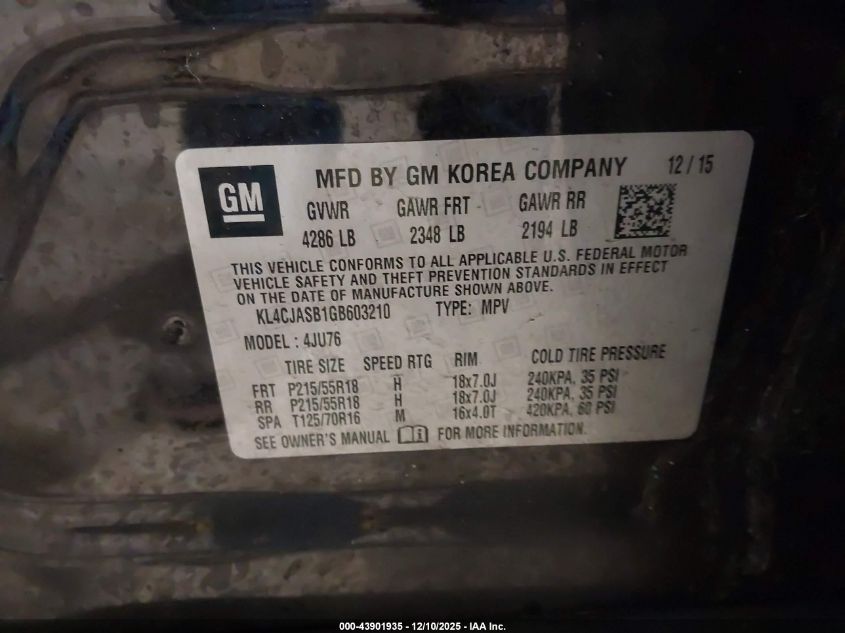 GM
MFD BY GM KOREA COMPANY 12 / 15
GVWR GAWR FRT GAWR RR
4286 LB 2348 LB 2194 LB
THIS VEHICLE CONFORMS TO ALL APPLICABLE U.S. FEDERAL MOTOR
VEHICLE SAFETY AND THEFT PREVENTION STANDARDS IN EFFECT
ON THE DATE OF MANUFACTURE SHOWN ABOVE.
KL4CJASB1GB603210 TYPE: MPV
MODEL : 4JU76
TIRE SIZE SPEED RTG RIM COLD TIRE PRESSURE
FRT P215/55R18 H 18x7.0J 240KPA, 35 PSI
RR P215/55R18 H 18x7.0J 240KPA, 35 PSI
SPA T125/70R16 M 16x4.0T 420KPA, 60 PSI
SEE OWNER'S MANUAL FOR MORE INFORMATION.
000-43901935 - 12/10/2025 - IAA Inc.